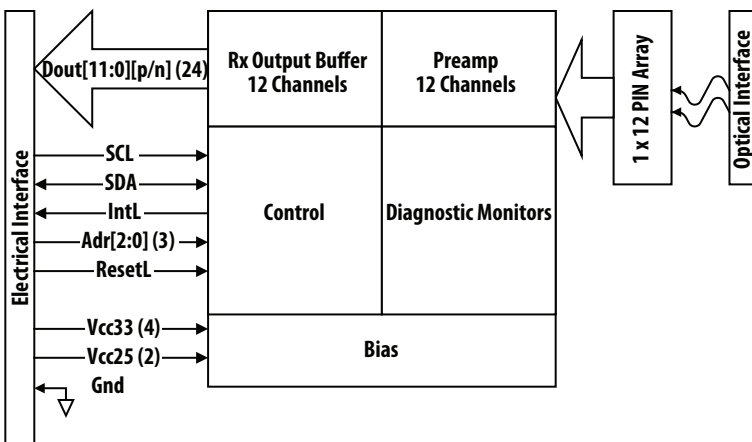 Electrical Interface
Dout[11:0][p/n] (24)
Rx Output Buffer
12 Channels
Preamp
12 Channels
1 x 12 PIN Array
Optical Interface
SCL
SDA
IntL
Adr[2:0] (3)
ResetL
Control
Diagnostic Monitors
Vcc33 (4)
Vcc25 (2)
Gnd
Bias